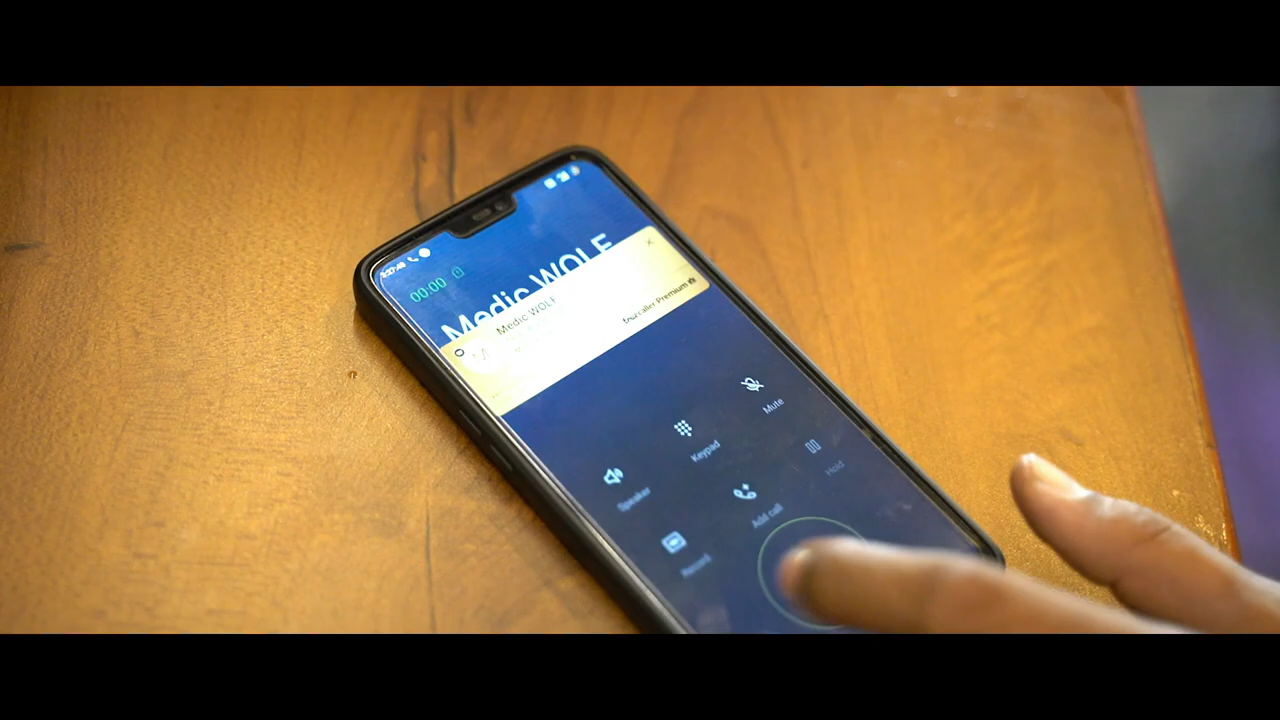 00:00
Medic WOLF
Medic WOLF
truecaller Premium
Mute
Keypad
Speaker
Hold
Add call
Record